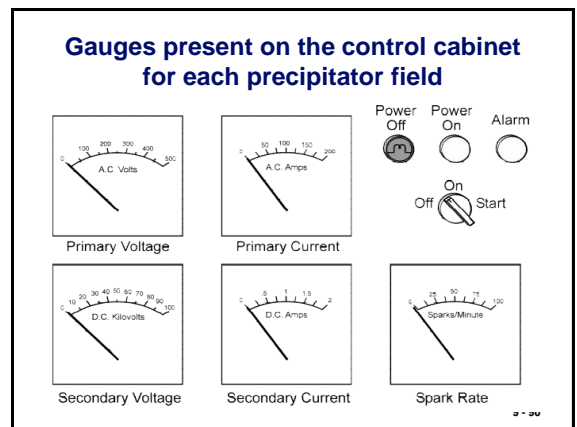 Gauges present on the control cabinet
for each precipitator field
Power Off
Power On
Alarm
0 100 200 300 400 500
A.C. Volts
Primary Voltage
0 50 100 150 200
A.C. Amps
Primary Current
On
Off
Start
0 10 20 30 40 50 60 70 80 90 100
D.C. Kilovolts
Secondary Voltage
0 .5 1 1.5 2
D.C. Amps
Secondary Current
0 25 50 75 100
Sparks/Minute
Spark Rate
9 - 90